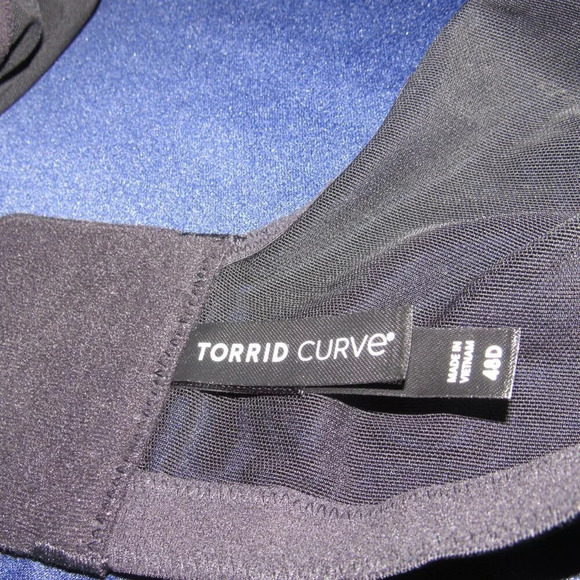 TORRID CURVe®
MADE IN
VIETNAM
48D